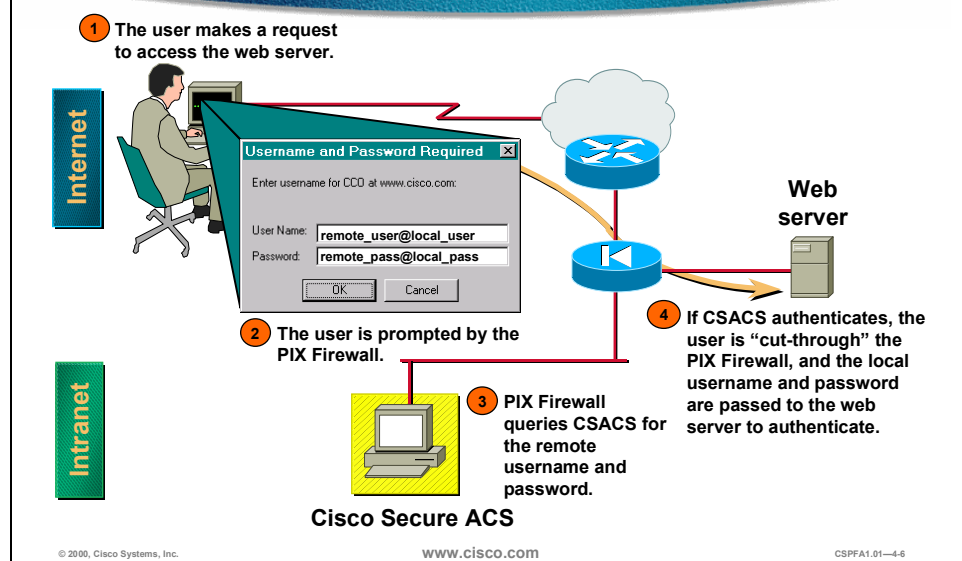 1 The user makes a request
to access the web server.
Internet
Username and Password Required
Enter username for CCO at www.cisco.com:
User Name: remote_user@local_user
Password: remote_pass@local_pass
OK Cancel
Web
server
2 The user is prompted by the
PIX Firewall.
4 If CSACS authenticates, the
user is “cut-through” the
PIX Firewall, and the local
username and password
are passed to the web
server to authenticate.
Intranet
3 PIX Firewall
queries CSACS for
the remote
username and
password.
Cisco Secure ACS
© 2000, Cisco Systems, Inc.
www.cisco.com
CSPFA1.01—4-6